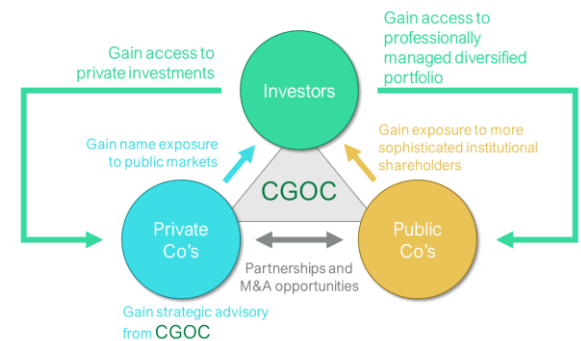 Gain access to
private investments
Gain access to
professionally
managed diversified
portfolio
Investors
Gain name exposure
to public markets
Gain exposure to more
sophisticated institutional
shareholders
CGOC
Private
Co's
Public
Co's
Partnerships and
M&A opportunities
Gain strategic advisory
from CGOC